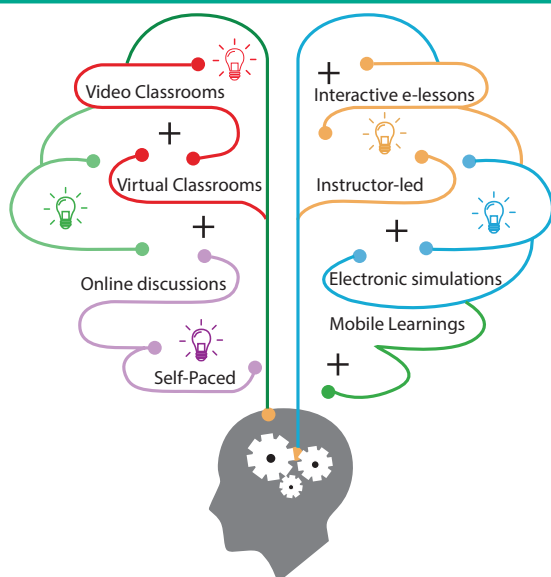 Video Classrooms
+
Virtual Classrooms
+
Online discussions
Self-Paced
+
Interactive e-lessons
Instructor-led
+
Electronic simulations
Mobile Learnings
+